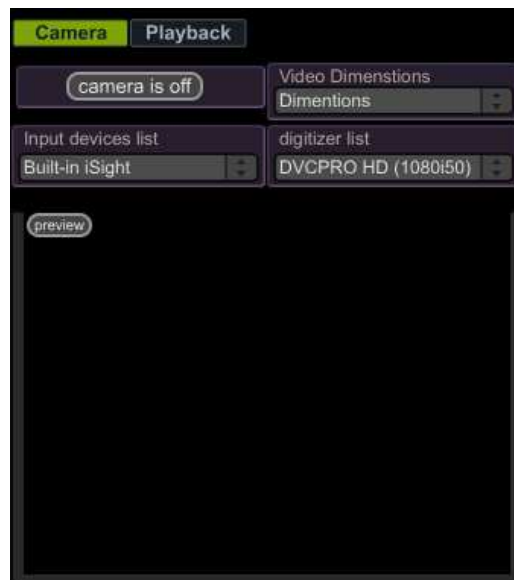 Camera Playback
camera is off
Video Dimenstions
Dimentions
Input devices list
Built-in iSight
digitizer list
DVCPRO HD (1080i50)
preview